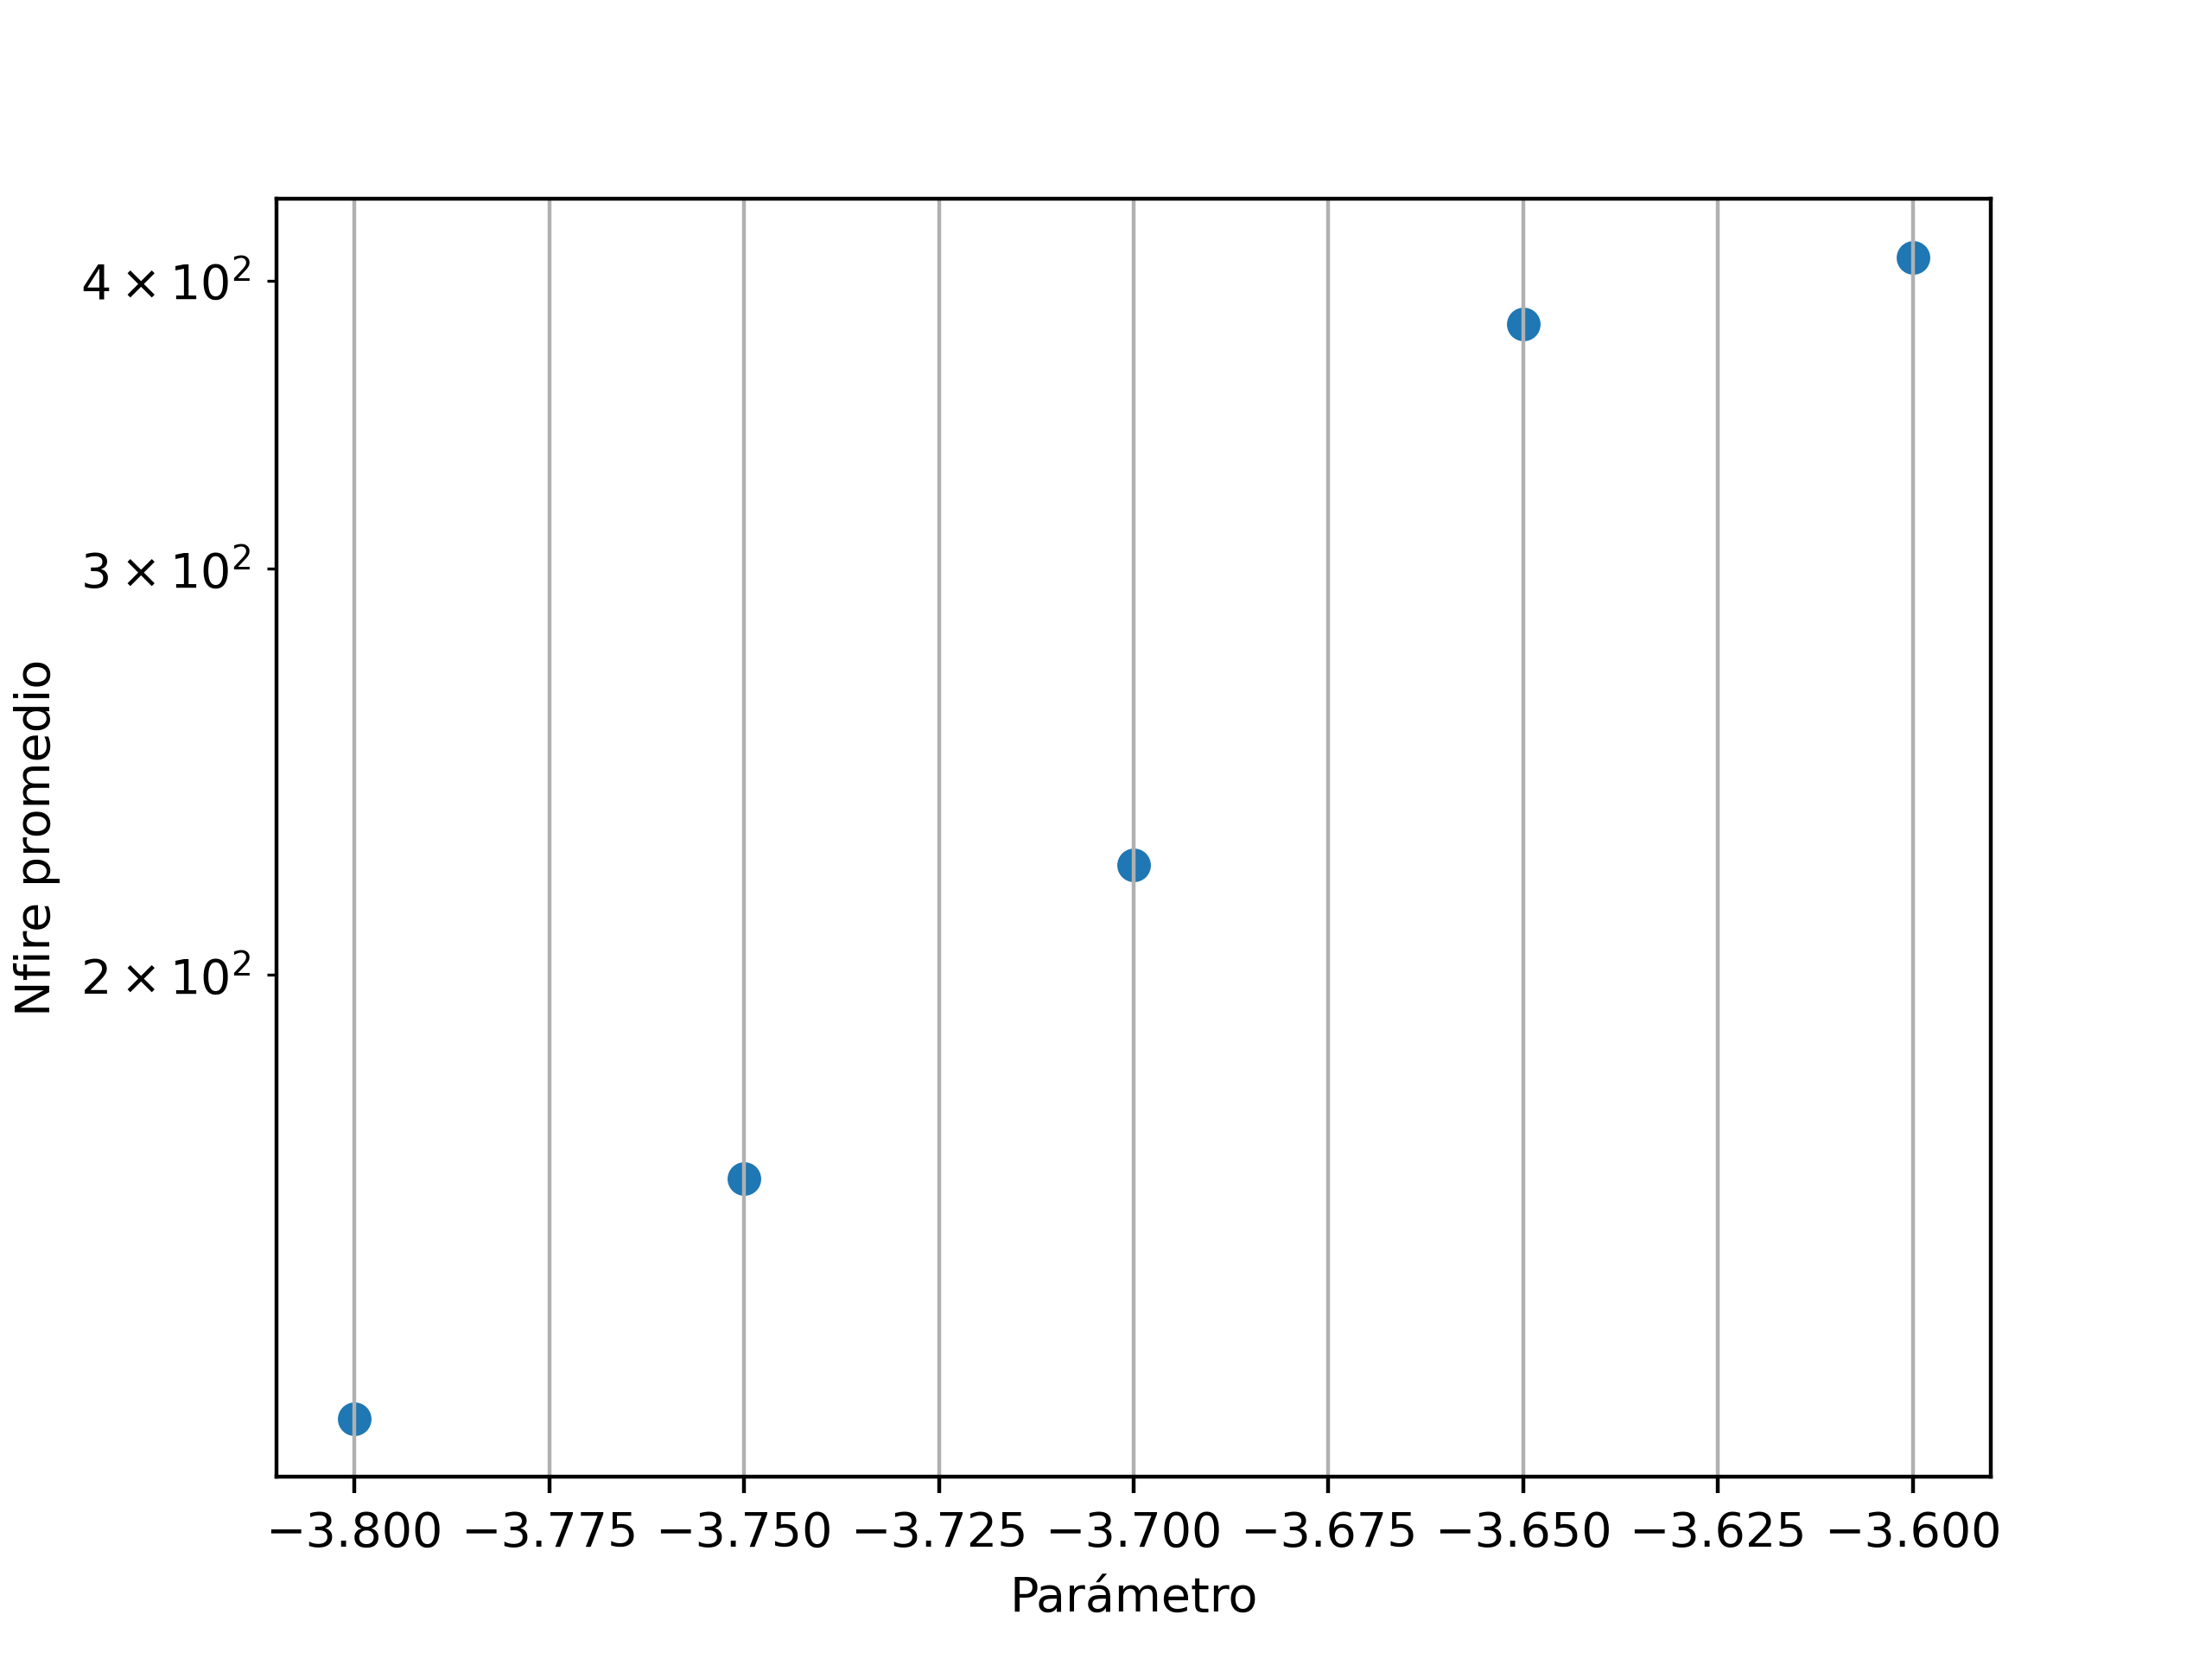 4 × 10²
3 × 10²
2 × 10²
Nfire promedio
−3.800 −3.775 −3.750 −3.725 −3.700 −3.675 −3.650 −3.625 −3.600
Parámetro